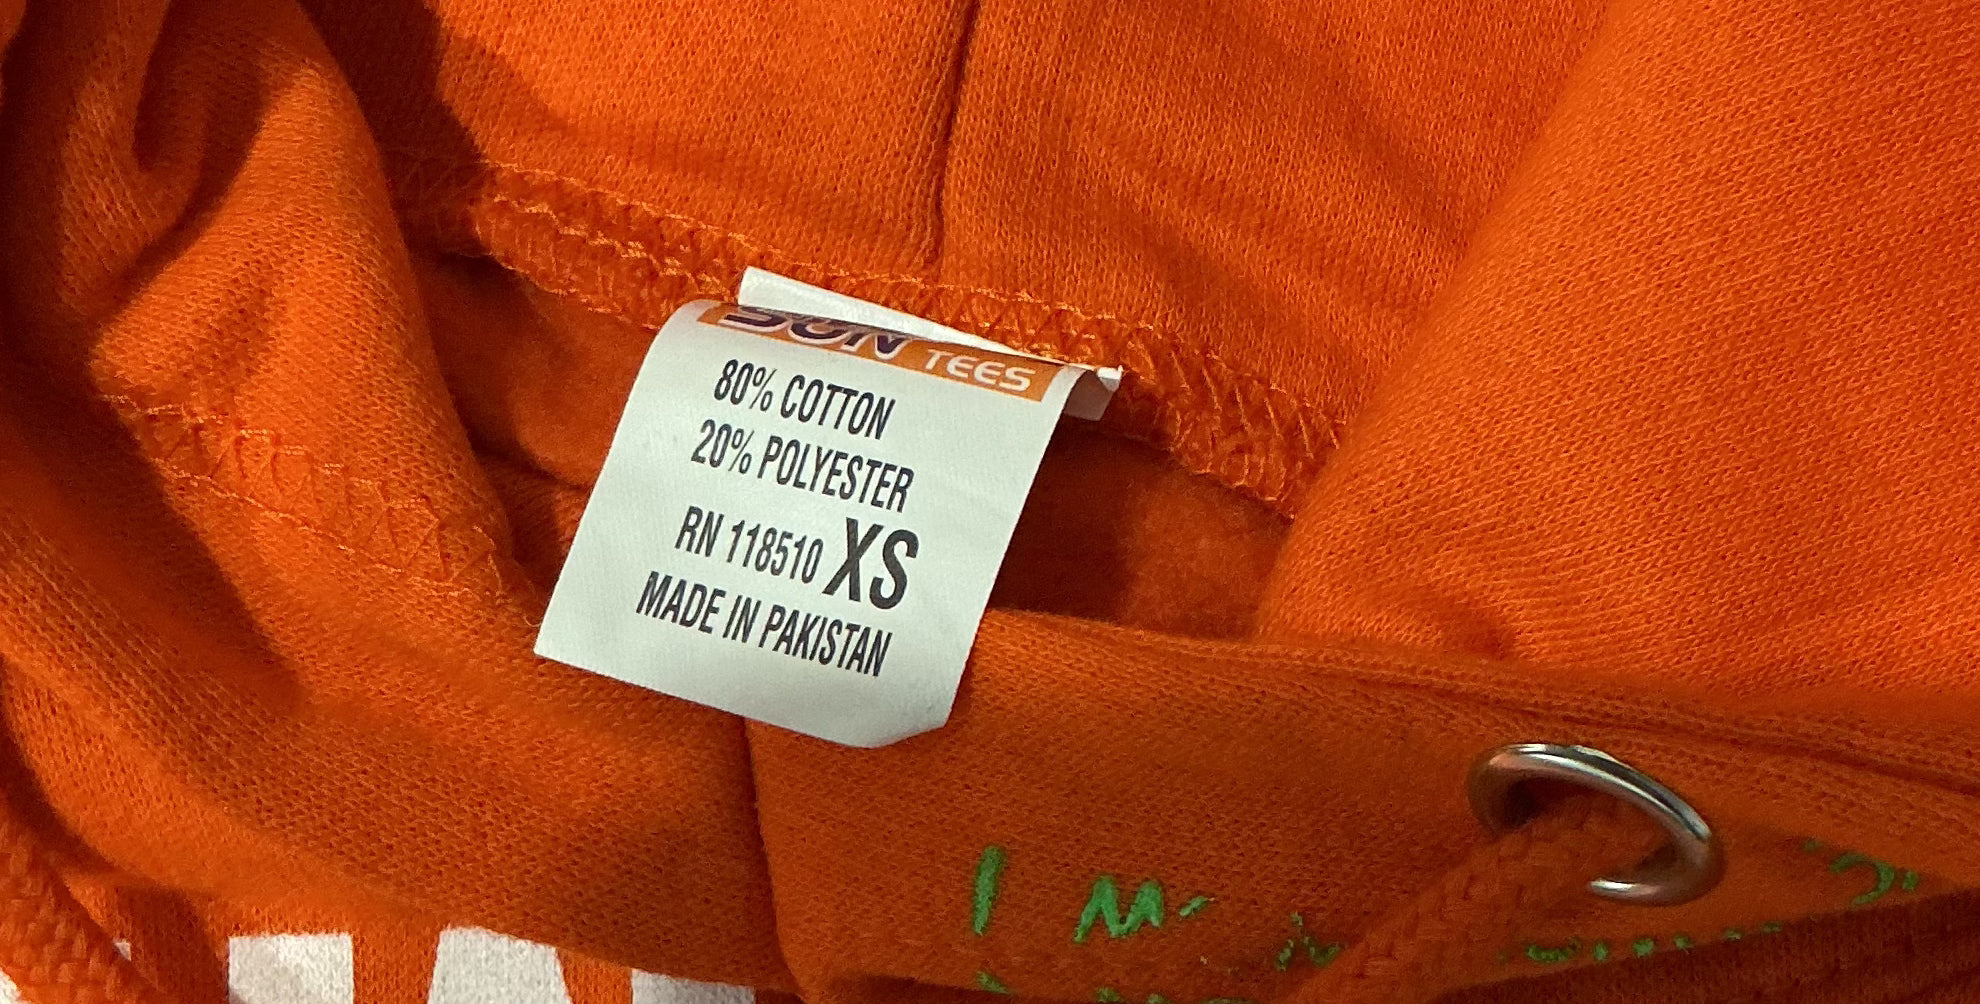 SUN TEES
80% COTTON
20% POLYESTER
RN 118510 XS
MADE IN PAKISTAN